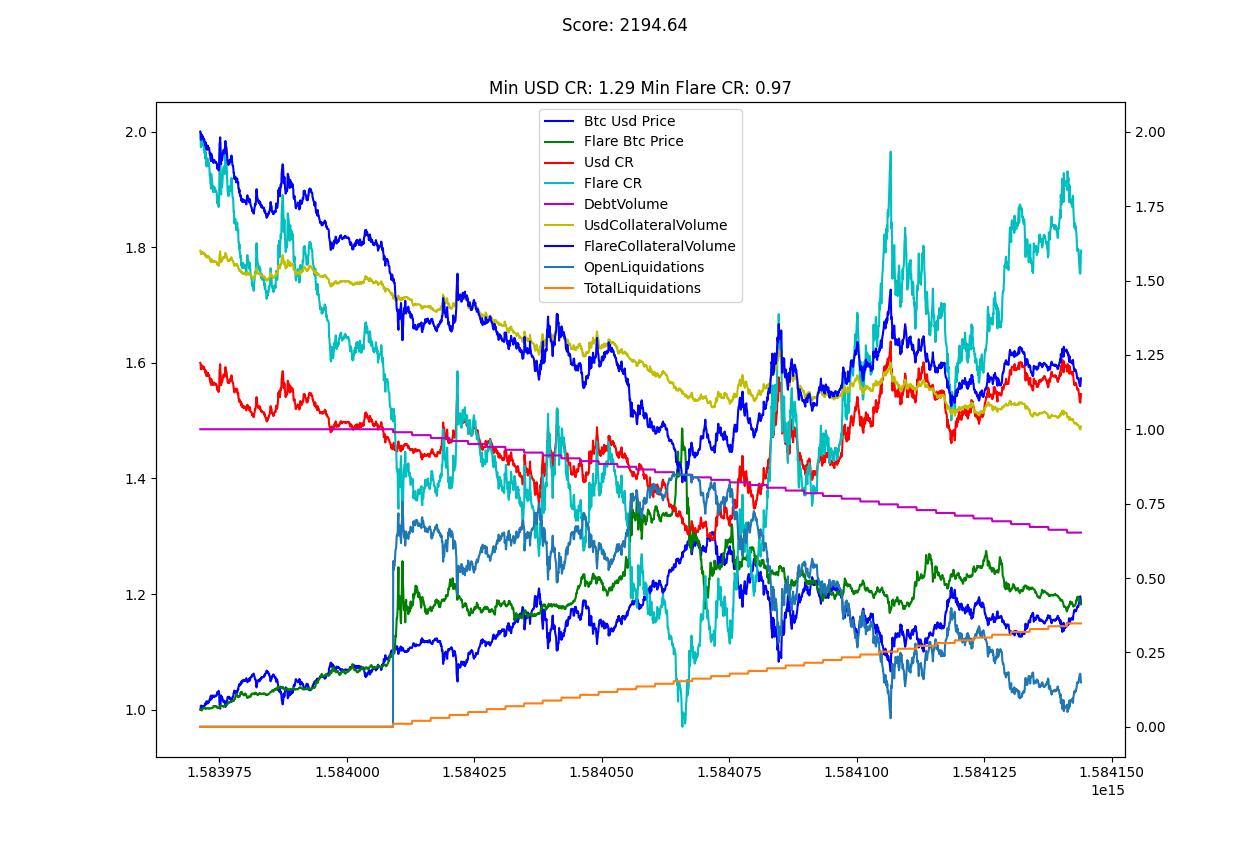 Score: 2194.64
Min USD CR: 1.29 Min Flare CR: 0.97
Btc Usd Price
Flare Btc Price
Usd CR
Flare CR
DebtVolume
UsdCollateralVolume
FlareCollateralVolume
OpenLiquidations
TotalLiquidations
2.0
1.8
1.6
1.4
1.2
1.0
2.00
1.75
1.50
1.25
1.00
0.75
0.50
0.25
0.00
1.583975 1.584000 1.584025 1.584050 1.584075 1.584100 1.584125 1.584150
1e15